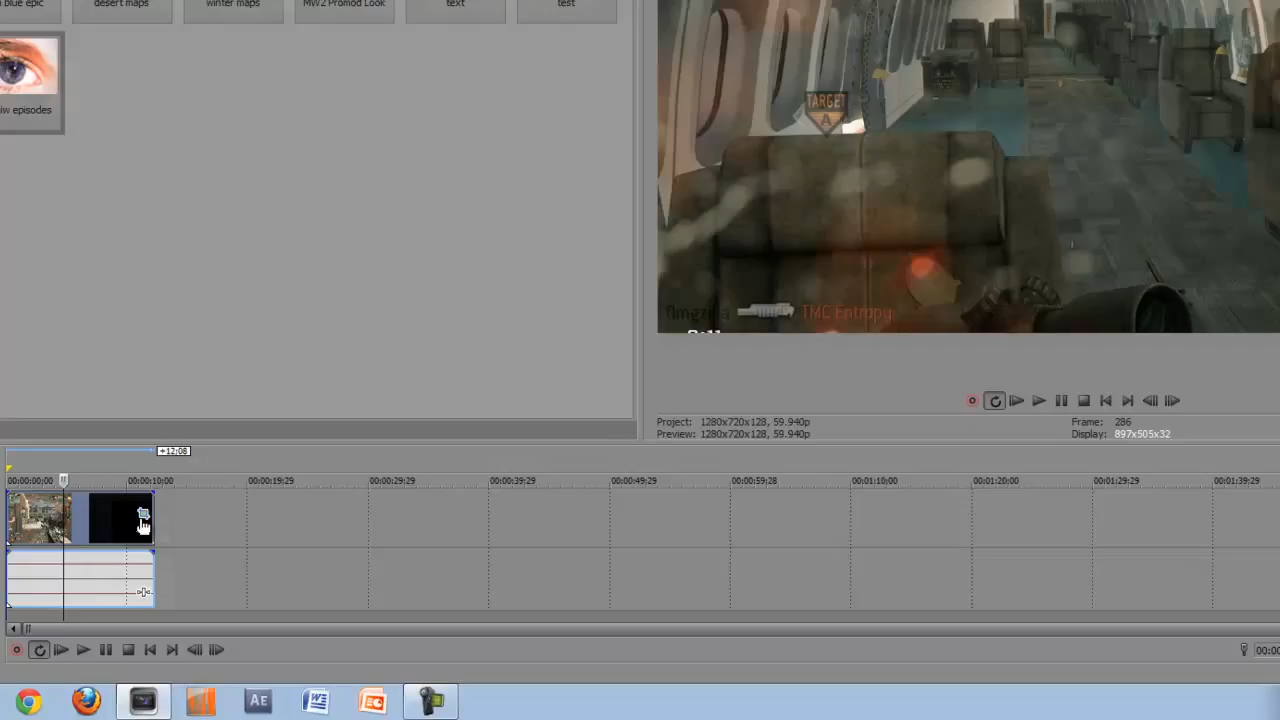 blue epic
desert maps
winter maps
MW2 Promod Look
text
test
iw episodes
TARGET
A
TMC Entropy
Project: 1280x720x128, 59.940p
Preview: 1280x720x128, 59.940p
Frame: 286
Display: 897x505x32
+12;08
00:00:00;00
00:00:10;00
00:00:19;29
00:00:29;29
00:00:39;29
00:00:49;29
00:00:59;28
00:01:10;00
00:01:20;00
00:01:29;29
00:01:39;29
00:00
AE